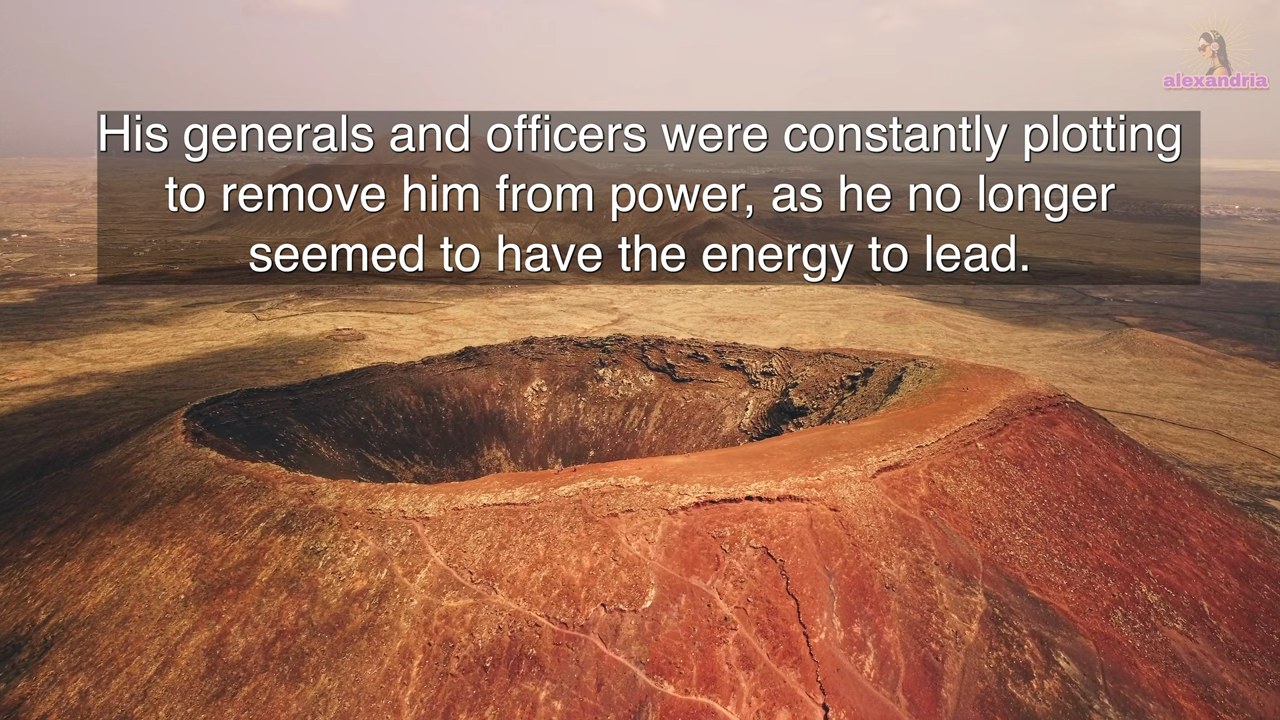 alexandria
His generals and officers were constantly plotting
to remove him from power, as he no longer
seemed to have the energy to lead.